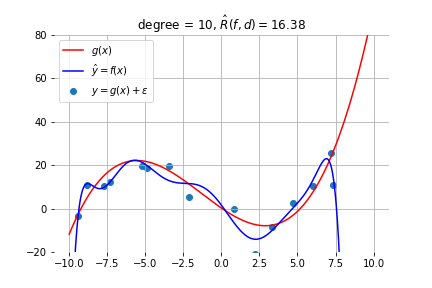 degree = 10, R̂(f, d) = 16.38
g(x)
ŷ = f(x)
y = g(x) + ε
80
60
40
20
0
−20
−10.0 −7.5 −5.0 −2.5 0.0 2.5 5.0 7.5 10.0